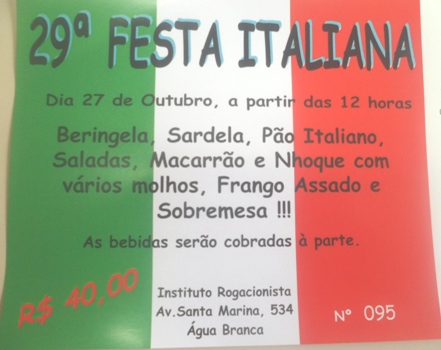 29ª FESTA ITALIANA
Dia 27 de Outubro, a partir das 12 horas
Beringela, Sardela, Pão Italiano,
Saladas, Macarrão e Nhoque com
vários molhos, Frango Assado e
Sobremesa !!!
As bebidas serão cobradas à parte.
R$ 40,00
Instituto Rogacionista
Av.Santa Marina, 534
Água Branca
Nº 095